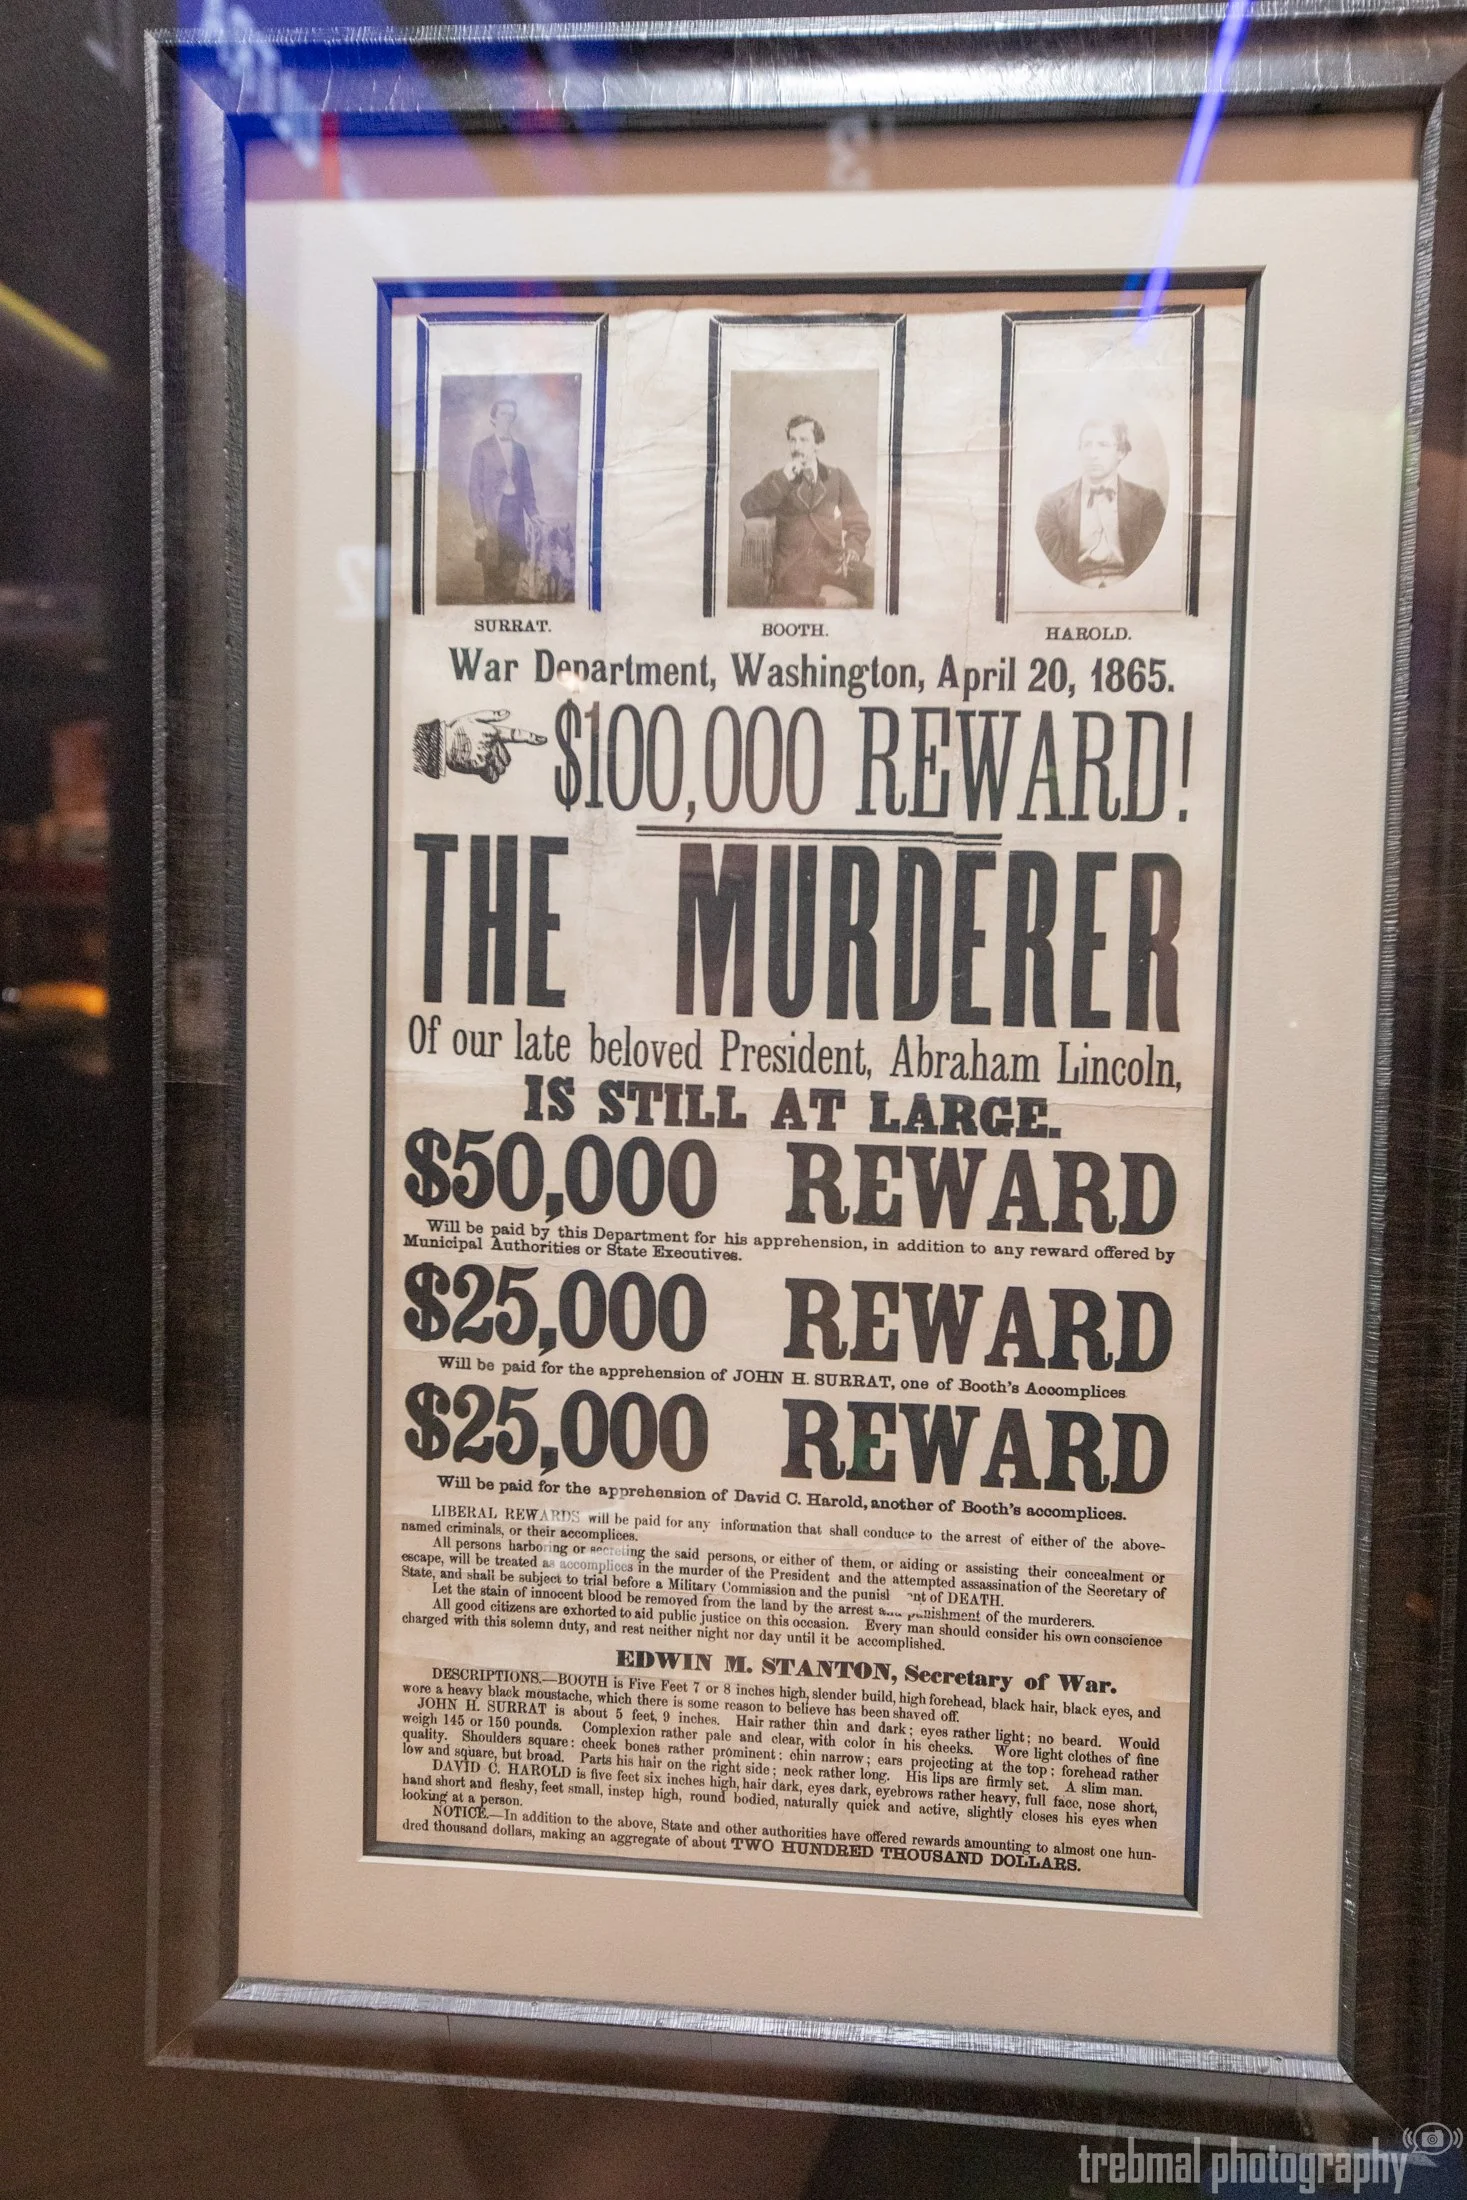 SURRAT.
BOOTH.
HAROLD.
War Department, Washington, April 20, 1865.
$100,000 REWARD!
THE MURDERER
Of our late beloved President, Abraham Lincoln,
IS STILL AT LARGE.
$50,000 REWARD
Will be paid by this Department for his apprehension, in addition to any reward offered by
Municipal Authorities or State Executives.
$25,000 REWARD
Will be paid for the apprehension of JOHN H. SURRAT, one of Booth's Accomplices
$25,000 REWARD
Will be paid for the apprehension of David C. Harold, another of Booth's accomplices.
LIBERAL REWARDS will be paid for any information that shall conduce to the arrest of either of the above-
named criminals, or their accomplices.
All persons harboring or secreting the said persons, or either of them, or aiding or assisting their concealment or
escape, will be treated as accomplices in the murder of the President and the attempted assassination of the Secretary of
State, and shall be subject to trial before a Military Commission and the of DEATH.
Let the stain of innocent blood be removed from the land by the arrest and punishment of the murderers.
All good citizens are exhorted to aid public justice on this occasion. Every man should consider his own conscience
charged with this solemn duty, and rest neither night nor day until it be accomplished.
EDWIN M. STANTON, Secretary of War.
DESCRIPTIONS.—BOOTH is Five Feet 7 or 8 inches high, slender build, high forehead, black hair, black eyes, and
wore a heavy black moustache, which there is some reason to believe has been shaved off.
JOHN H. SURRAT is about 5 feet, 9 inches. Hair rather thin and dark; eyes rather light; no beard. Would
weigh 145 or 150 pounds. Complexion rather pale and clear, with color in his cheeks. Wore light clothes of fine
quality. Shoulders square; cheek bones rather prominent; chin narrow; ears projecting at the top; forehead rather
low and square, but broad. Parts his hair on the right side; neck rather long. His lips are firmly set. A slim man.
DAVID C. HAROLD is five feet six inches high, hair dark, eyes dark, eyebrows rather heavy, full face, nose short,
hand short and fleshy, feet small, instep high, round bodied, naturally quick and active, slightly closes his eyes when
looking at a person.
NOTICE.—In addition to the above, State and other authorities have offered rewards amounting to almost one hun-
dred thousand dollars, making an aggregate of about TWO HUNDRED THOUSAND DOLLARS.
trebmal photography